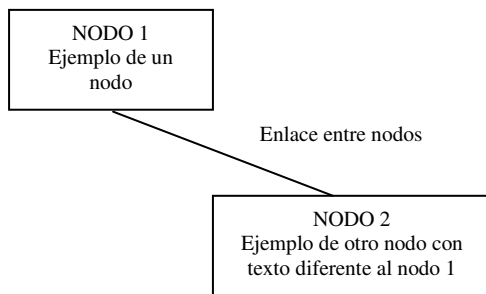 NODO 1
Ejemplo de un
nodo
Enlace entre nodos
NODO 2
Ejemplo de otro nodo con
texto diferente al nodo 1